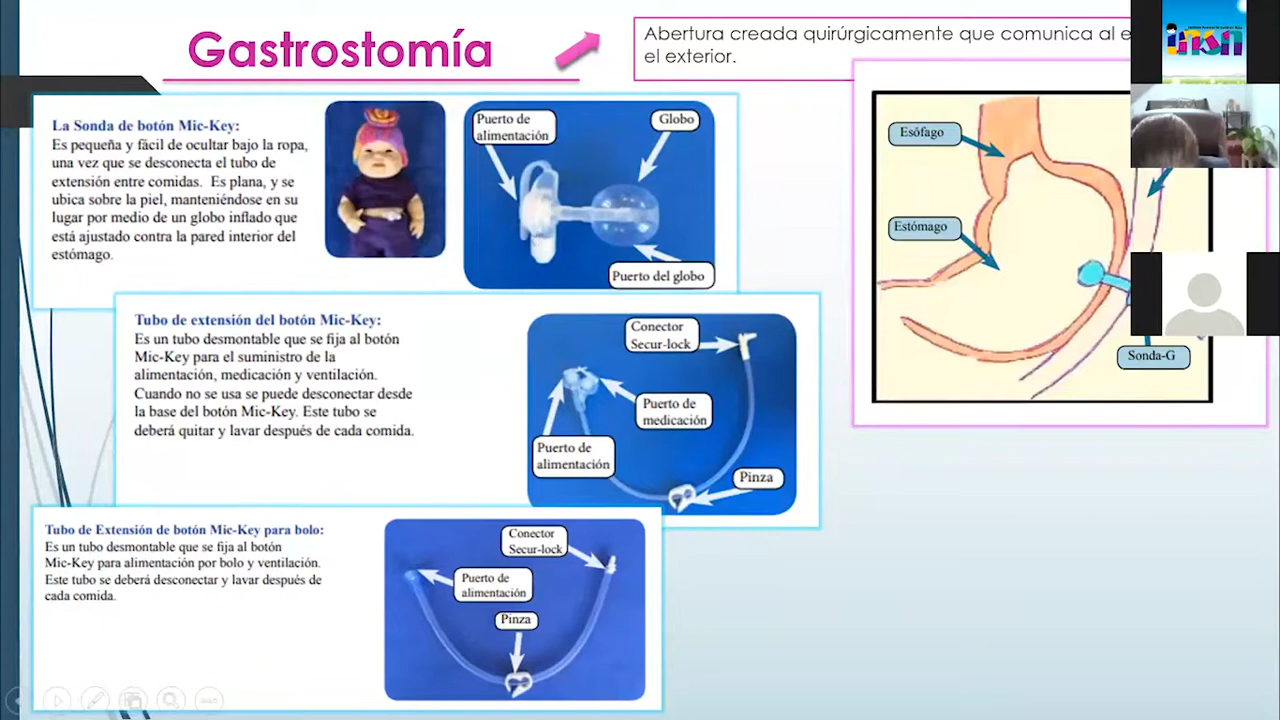 Gastrostomía
Abertura creada quirúrgicamente que comunica al
el exterior.
La Sonda de botón Mic-Key:
Es pequeña y fácil de ocultar bajo la ropa,
una vez que se desconecta el tubo de
extensión entre comidas. Es plana, y se
ubica sobre la piel, manteniéndose en su
lugar por medio de un globo inflado que
está ajustado contra la pared interior del
estómago.
Puerto de
alimentación
Globo
Puerto del globo
Tubo de extensión del botón Mic-Key:
Es un tubo desmontable que se fija al botón
Mic-Key para el suministro de la
alimentación, medicación y ventilación.
Cuando no se usa se puede desconectar desde
la base del botón Mic-Key. Este tubo se
deberá quitar y lavar después de cada comida.
Conector
Secur-lock
Puerto de
medicación
Puerto de
alimentación
Pinza
Tubo de Extensión de botón Mic-Key para bolo:
Es un tubo desmontable que se fija al botón
Mic-Key para alimentación por bolo y ventilación.
Este tubo se deberá desconectar y lavar después de
cada comida.
Conector
Secur-lock
Puerto de
alimentación
Pinza
Esófago
Estómago
Sonda-G
insn